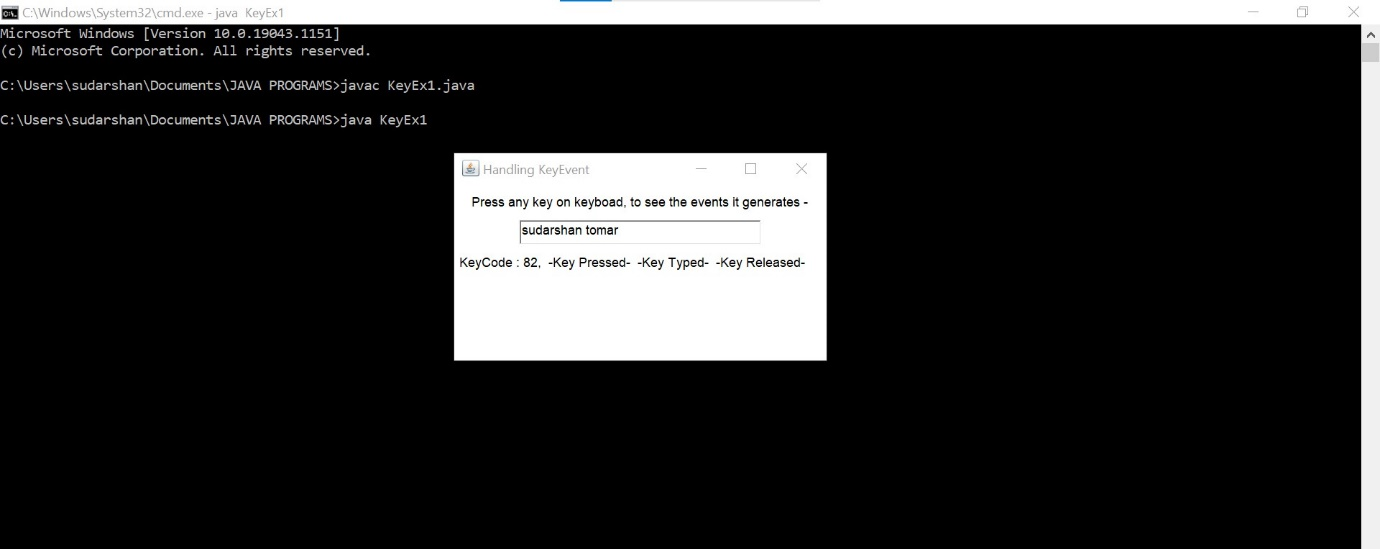 C:\Windows\System32\cmd.exe - java KeyEx1
Microsoft Windows [Version 10.0.19043.1151]
(c) Microsoft Corporation. All rights reserved.
C:\Users\sudarshan\Documents\JAVA PROGRAMS>javac KeyEx1.java
C:\Users\sudarshan\Documents\JAVA PROGRAMS>java KeyEx1
Handling KeyEvent
Press any key on keyboad, to see the events it generates -
sudarshan tomar
KeyCode : 82, -Key Pressed- -Key Typed- -Key Released-